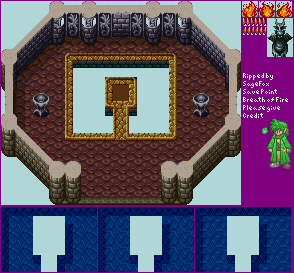 Ripped by
SageFox
Save Point
Breath of Fire
Please give
Credit